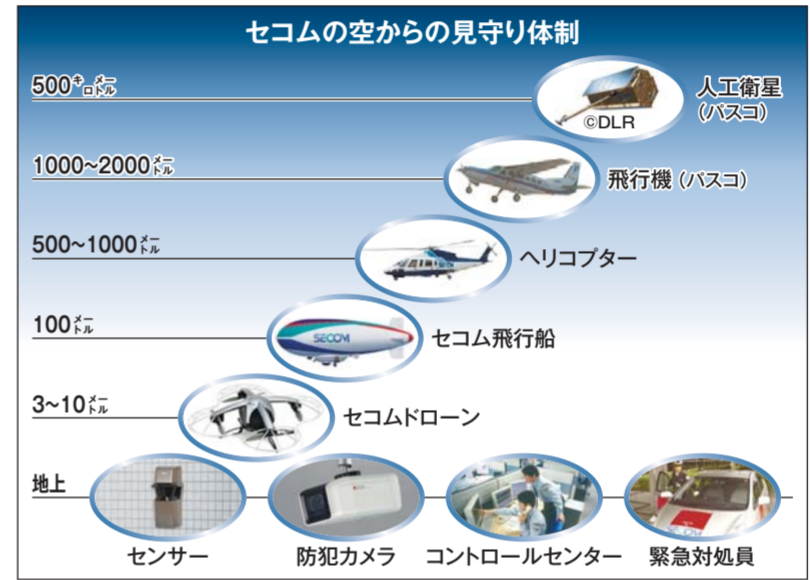 セコムの空からの見守り体制
500キロメートル
人工衛星
(パスコ)
©DLR
1000~2000メートル
飛行機(パスコ)
500~1000メートル
ヘリコプター
100メートル
SECOM
セコム飛行船
3~10メートル
セコムドローン
地上
SECOM
センサー
防犯カメラ
コントロールセンター
緊急対処員